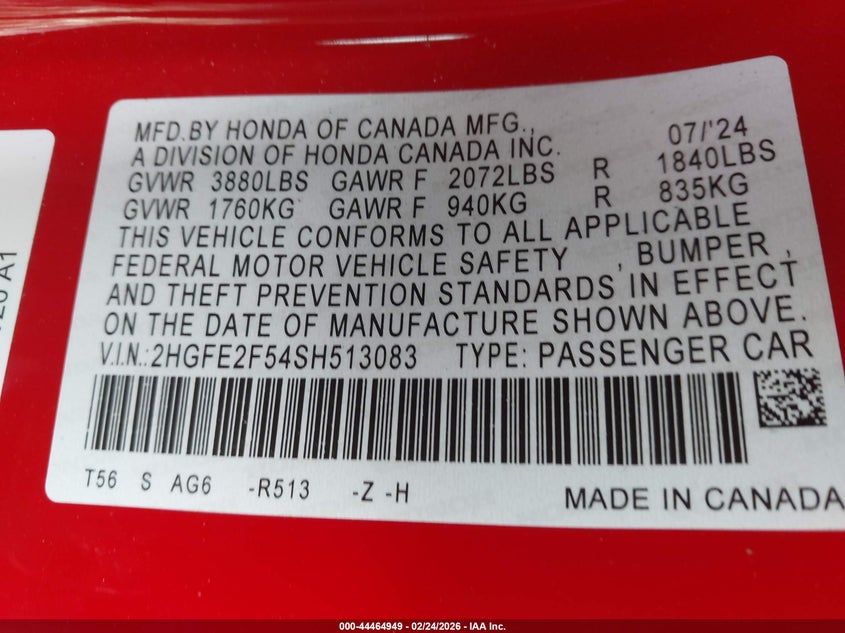 MFD.BY HONDA OF CANADA MFG., 07/'24
A DIVISION OF HONDA CANADA INC.
GVWR 3880LBS GAWR F 2072LBS R 1840LBS
GVWR 1760KG GAWR F 940KG R 835KG
THIS VEHICLE CONFORMS TO ALL APPLICABLE
FEDERAL MOTOR VEHICLE SAFETY , BUMPER ,
AND THEFT PREVENTION STANDARDS IN EFFECT
ON THE DATE OF MANUFACTURE SHOWN ABOVE.
V.I.N.:2HGFE2F54SH513083 TYPE: PASSENGER CAR
T56 S AG6 -R513 -Z -H
MADE IN CANADA
A1
000-44464949 - 02/24/2026 - IAA Inc.